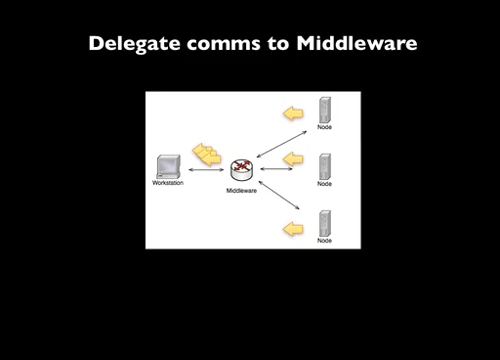 Delegate comms to Middleware
Node
Workstation
Middleware
Node
Node